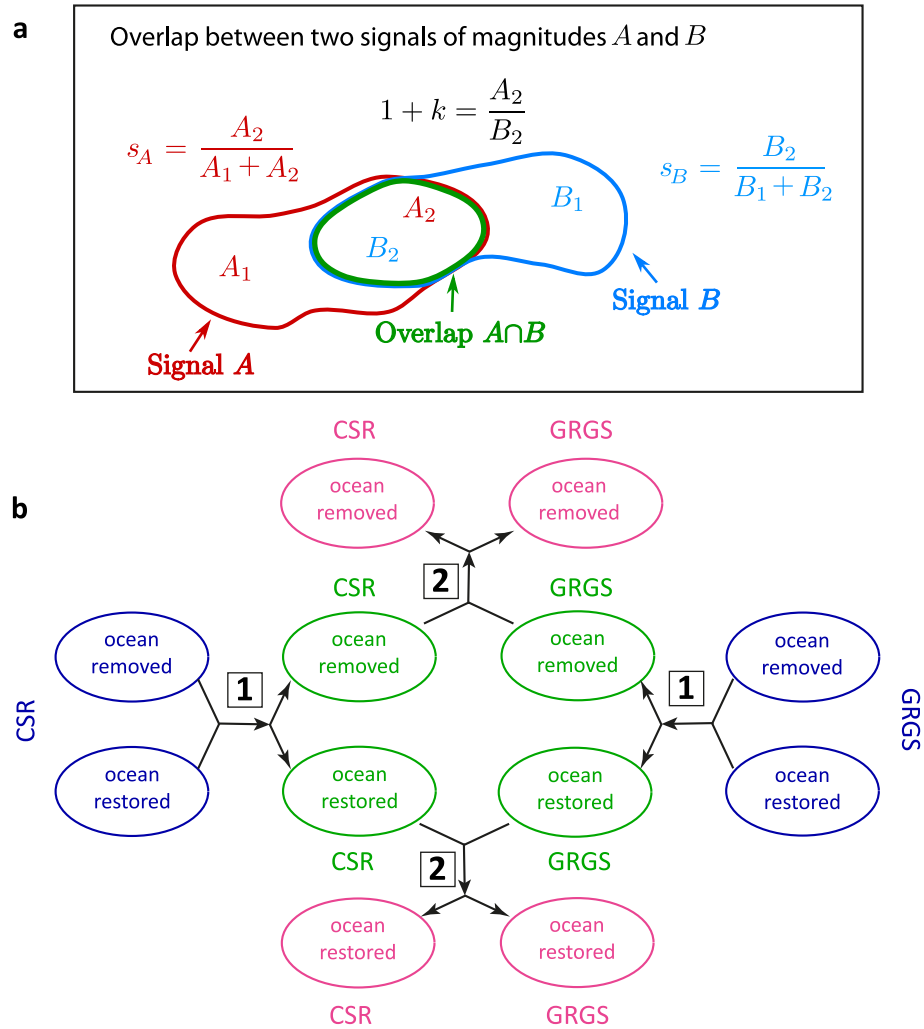 a
Overlap between two signals of magnitudes A and B
1 + k = A₂ / B₂
s_A = A₂ / (A₁ + A₂)
s_B = B₂ / (B₁ + B₂)
B₁
A₂
B₂
A₁
Signal B
Overlap A∩B
Signal A
CSR GRGS
b
ocean removed
ocean removed
2
CSR GRGS
ocean removed
ocean removed
ocean removed
ocean removed
1
1
CSR
GRGS
ocean restored
ocean restored
ocean restored
ocean restored
CSR GRGS
2
ocean restored
ocean restored
CSR GRGS